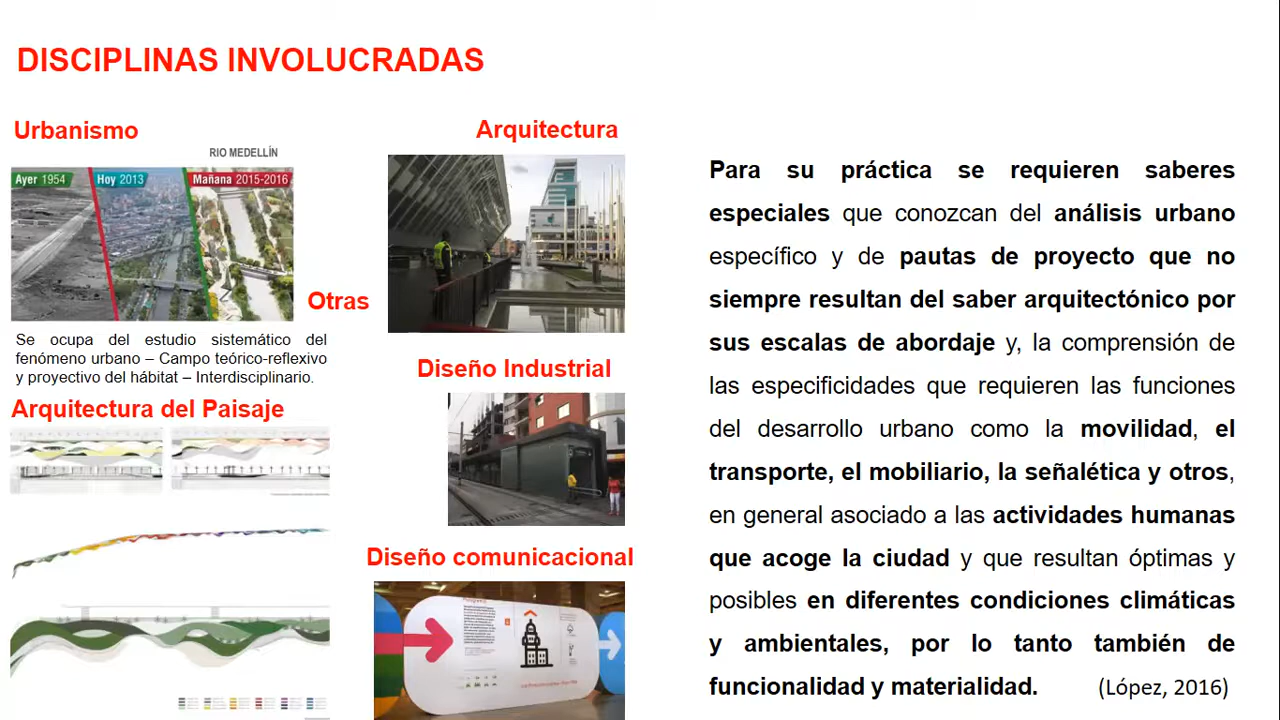 DISCIPLINAS INVOLUCRADAS
Urbanismo
RIO MEDELLÍN
Ayer 1954
Hoy 2013
Mañana 2015-2016
Otras
Se ocupa del estudio sistemático del
fenómeno urbano – Campo teórico-reflexivo
y proyectivo del hábitat – Interdisciplinario.
Arquitectura del Paisaje
Arquitectura
Diseño Industrial
Diseño comunicacional
Para su práctica se requieren saberes
especiales que conozcan del análisis urbano
específico y de pautas de proyecto que no
siempre resultan del saber arquitectónico por
sus escalas de abordaje y, la comprensión de
las especificidades que requieren las funciones
del desarrollo urbano como la movilidad, el
transporte, el mobiliario, la señalética y otros,
en general asociado a las actividades humanas
que acoge la ciudad y que resultan óptimas y
posibles en diferentes condiciones climáticas
y ambientales, por lo tanto también de
funcionalidad y materialidad.
(López, 2016)